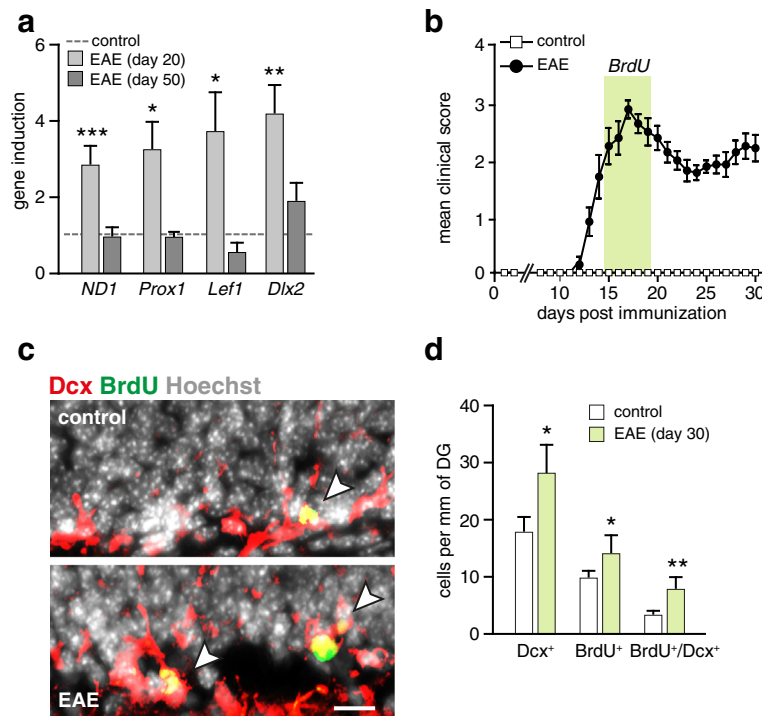 a
control
EAE (day 20)
EAE (day 50)
gene induction
6
4
2
0
***
*
*
**
ND1
Prox1
Lef1
Dlx2
b
control
EAE
BrdU
mean clinical score
4
3
2
1
0
0 10 15 20 25 30
days post immunization
c
Dcx BrdU Hoechst
control
EAE
d
control
EAE (day 30)
cells per mm of DG
40
30
20
10
0
*
*
**
Dcx⁺
BrdU⁺
BrdU⁺/Dcx⁺